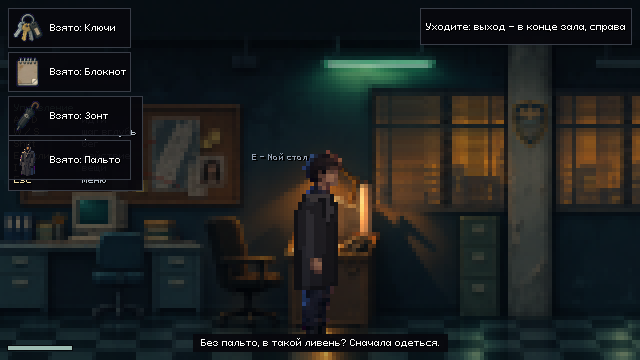 Взято: Ключи
Уходите: выход – в конце зала, справа
Взято: Блокнот
Взято: Зонт
Взято: Пальто
E – Мой стол
Без пальто, в такой ливень? Сначала одеться.